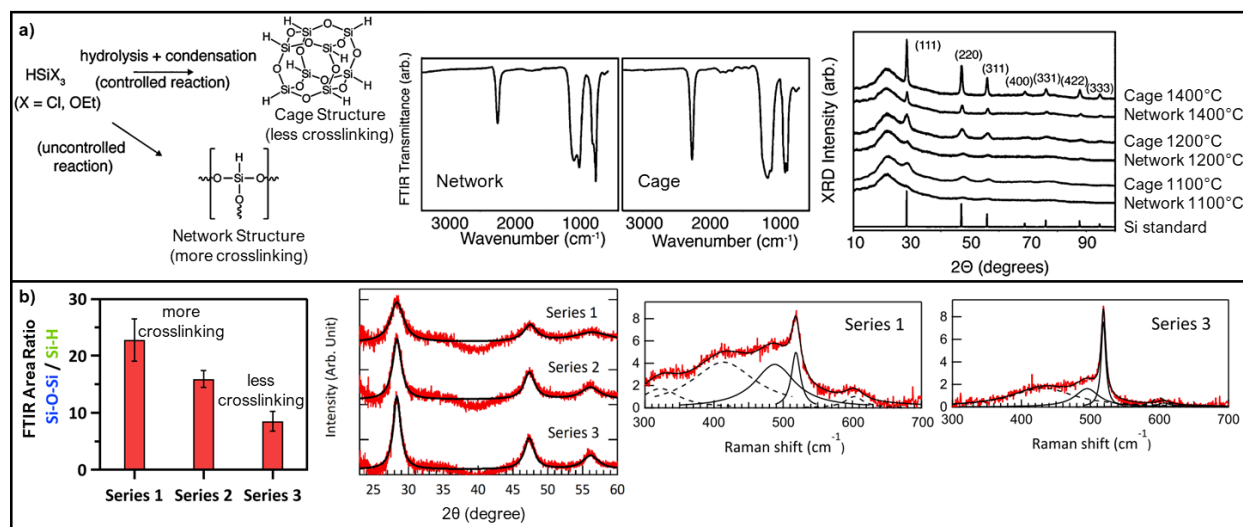 a)
hydrolysis + condensation
(controlled reaction)
HSiX3
(X = Cl, OEt)
(uncontrolled
reaction)
H
Si
O
Cage Structure
(less crosslinking)
H
Si
O
O
O
Network Structure
(more crosslinking)
FTIR Transmittance (arb.)
Network
3000
2000
1000
Wavenumber (cm-1)
Cage
3000
2000
1000
Wavenumber (cm-1)
XRD Intensity (arb.)
(111)
(220)
(311)
(400)
(331)
(422)
(333)
Cage 1400°C
Network 1400°C
Cage 1200°C
Network 1200°C
Cage 1100°C
Network 1100°C
Si standard
10
30
50
70
90
2Θ (degrees)
b)
FTIR Area Ratio
Si-O-Si / Si-H
30
20
10
0
more
crosslinking
less
crosslinking
Series 1
Series 2
Series 3
Intensity (Arb. Unit)
Series 1
Series 2
Series 3
25
30
35
40
45
50
55
60
2θ (degree)
Series 1
8
6
4
2
0
300
400
500
600
700
Raman shift (cm-1)
Series 3
8
6
4
2
0
300
400
500
600
700
Raman shift (cm-1)